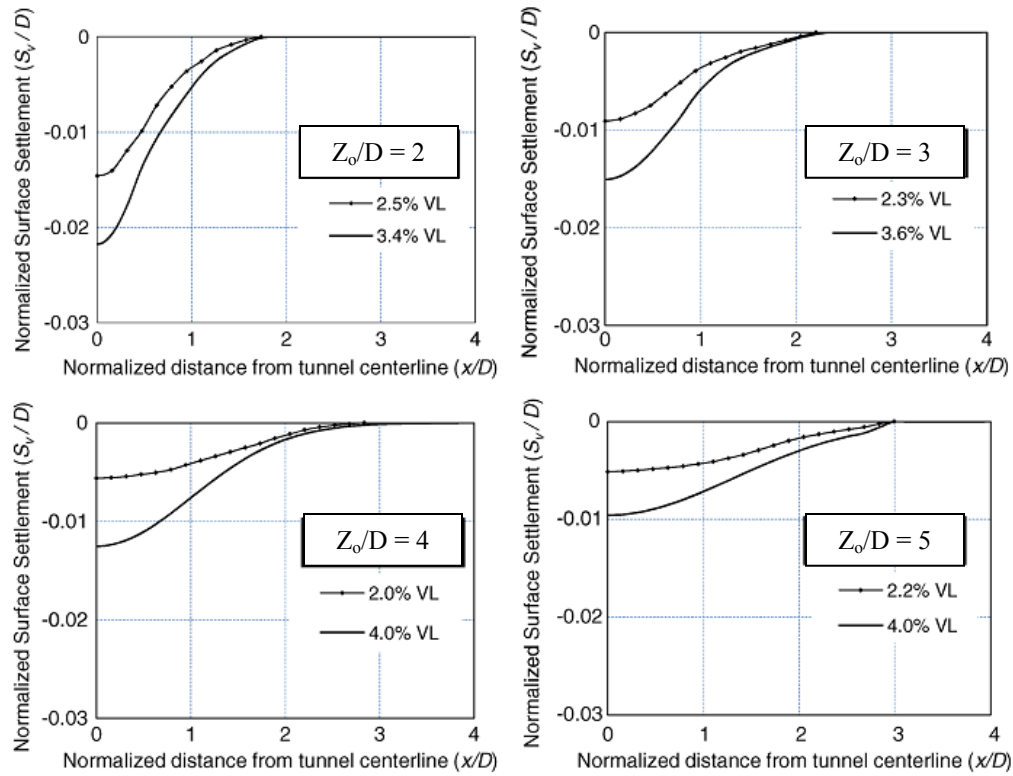 Normalized Surface Settlement (Sv / D)
0
-0.01
-0.02
-0.03
Zo/D = 2
2.5% VL
3.4% VL
0 1 2 3 4
Normalized distance from tunnel centerline (x/D)
Normalized Surface Settlement (Sv / D)
0
-0.01
-0.02
-0.03
Zo/D = 3
2.3% VL
3.6% VL
0 1 2 3 4
Normalized distance from tunnel centerline (x/D)
Normalized Surface Settlement (Sv / D)
0
-0.01
-0.02
-0.03
Zo/D = 4
2.0% VL
4.0% VL
0 1 2 3 4
Normalized distance from tunnel centerline (x/D)
Normalized Surface Settlement (Sv / D)
0
-0.01
-0.02
-0.03
Zo/D = 5
2.2% VL
4.0% VL
0 1 2 3 4
Normalized distance from tunnel centerline (x/D)